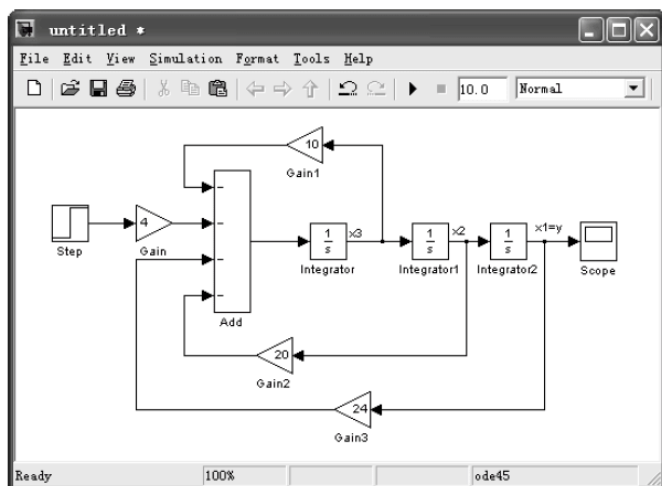 untitled *
File Edit View Simulation Format Tools Help
10.0 Normal
10
Gain1
Step
4
Gain
Add
1
s
x3
Integrator
1
s
x2
Integrator1
1
s
x1=y
Integrator2
Scope
20
Gain2
24
Gain3
Ready 100% ode45